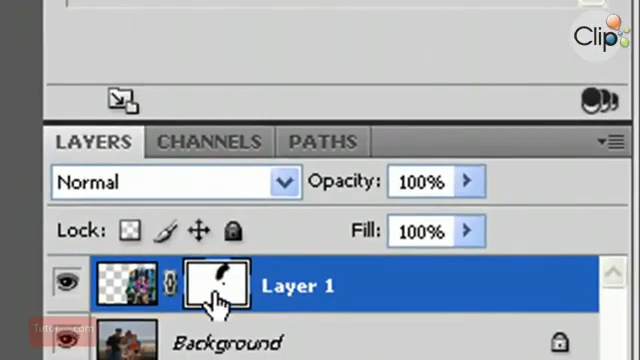 Clip
LAYERS CHANNELS PATHS
Normal Opacity: 100%
Lock: Fill: 100%
Layer 1
Background